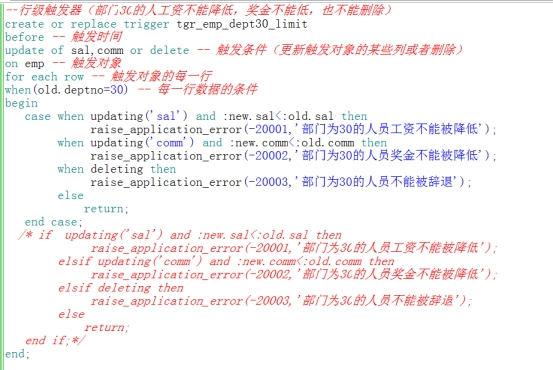 --行级触发器（部门30的人工资不能降低，奖金不能低，也不能删除）
create or replace trigger tgr_emp_dept30_limit
before -- 触发时间
update of sal,comm or delete -- 触发条件（更新触发对象的某些列或者删除）
on emp -- 触发对象
for each row -- 触发对象的每一行
when(old.deptno=30) -- 每一行数据的条件
begin
case when updating('sal') and :new.sal<:old.sal then
raise_application_error(-20001,'部门为30的人员工资不能被降低');
when updating('comm') and :new.comm<:old.comm then
raise_application_error(-20002,'部门为30的人员奖金不能被降低');
when deleting then
raise_application_error(-20003,'部门为30的人员不能被辞退');
else
return;
end case;
/* if updating('sal') and :new.sal<:old.sal then
raise_application_error(-20001,'部门为30的人员工资不能被降低');
elsif updating('comm') and :new.comm<:old.comm then
raise_application_error(-20002,'部门为30的人员奖金不能被降低');
elsif deleting then
raise_application_error(-20003,'部门为30的人员不能被辞退');
else
return;
end if;*/
end;